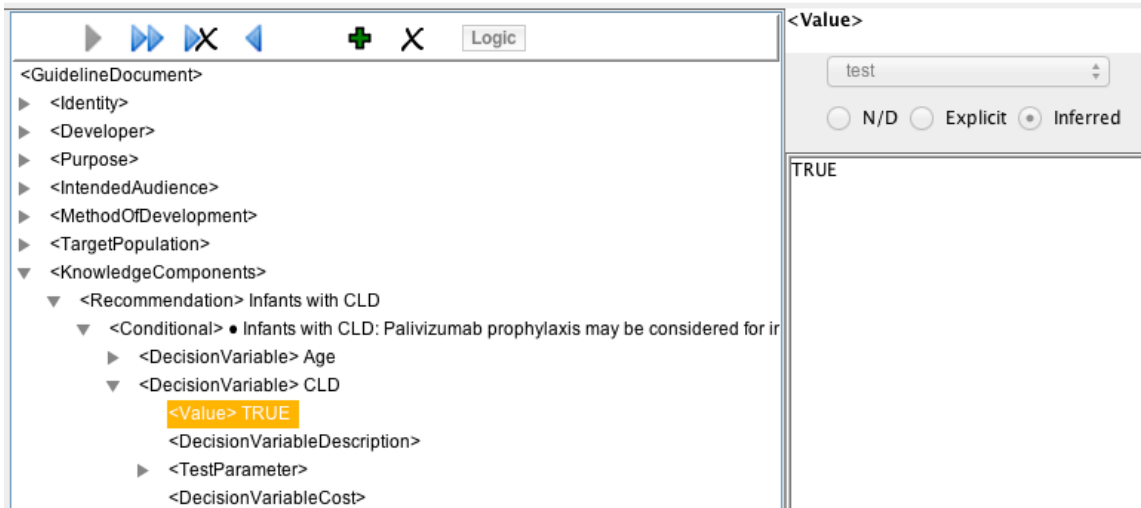 Logic
<GuidelineDocument>
<Identity>
<Developer>
<Purpose>
<IntendedAudience>
<MethodOfDevelopment>
<TargetPopulation>
<KnowledgeComponents>
<Recommendation> Infants with CLD
<Conditional> ● Infants with CLD: Palivizumab prophylaxis may be considered for ir
<DecisionVariable> Age
<DecisionVariable> CLD
<Value> TRUE
<DecisionVariableDescription>
<TestParameter>
<DecisionVariableCost>
<Value>
test
N/D Explicit Inferred
TRUE